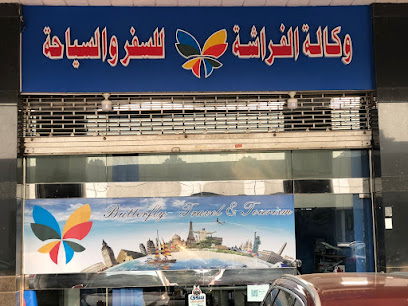 وكالة الفراشة للسفر والسياحة
Butterfly - Travel & Tourism